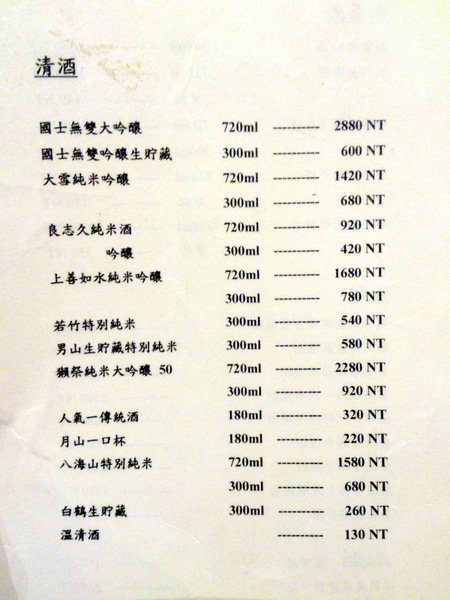 清酒
國士無雙大吟釀 720ml ---------- 2880 NT
國士無雙吟釀生貯藏 300ml ---------- 600 NT
大雪純米吟釀 720ml ---------- 1420 NT
300ml ---------- 680 NT
良志久純米酒 720ml ---------- 920 NT
吟釀 300ml ---------- 420 NT
上善如水純米吟釀 720ml ---------- 1680 NT
300ml ---------- 780 NT
若竹特別純米 300ml ---------- 540 NT
男山生貯藏特別純米 300ml ---------- 580 NT
獺祭純米大吟釀 50 720ml ---------- 2280 NT
300ml ---------- 920 NT
人氣一傳統酒 180ml ---------- 320 NT
月山一口杯 180ml ---------- 220 NT
八海山特別純米 720ml ---------- 1580 NT
300ml ---------- 680 NT
白鶴生貯藏 300ml ---------- 260 NT
溫清酒 ---------- 130 NT